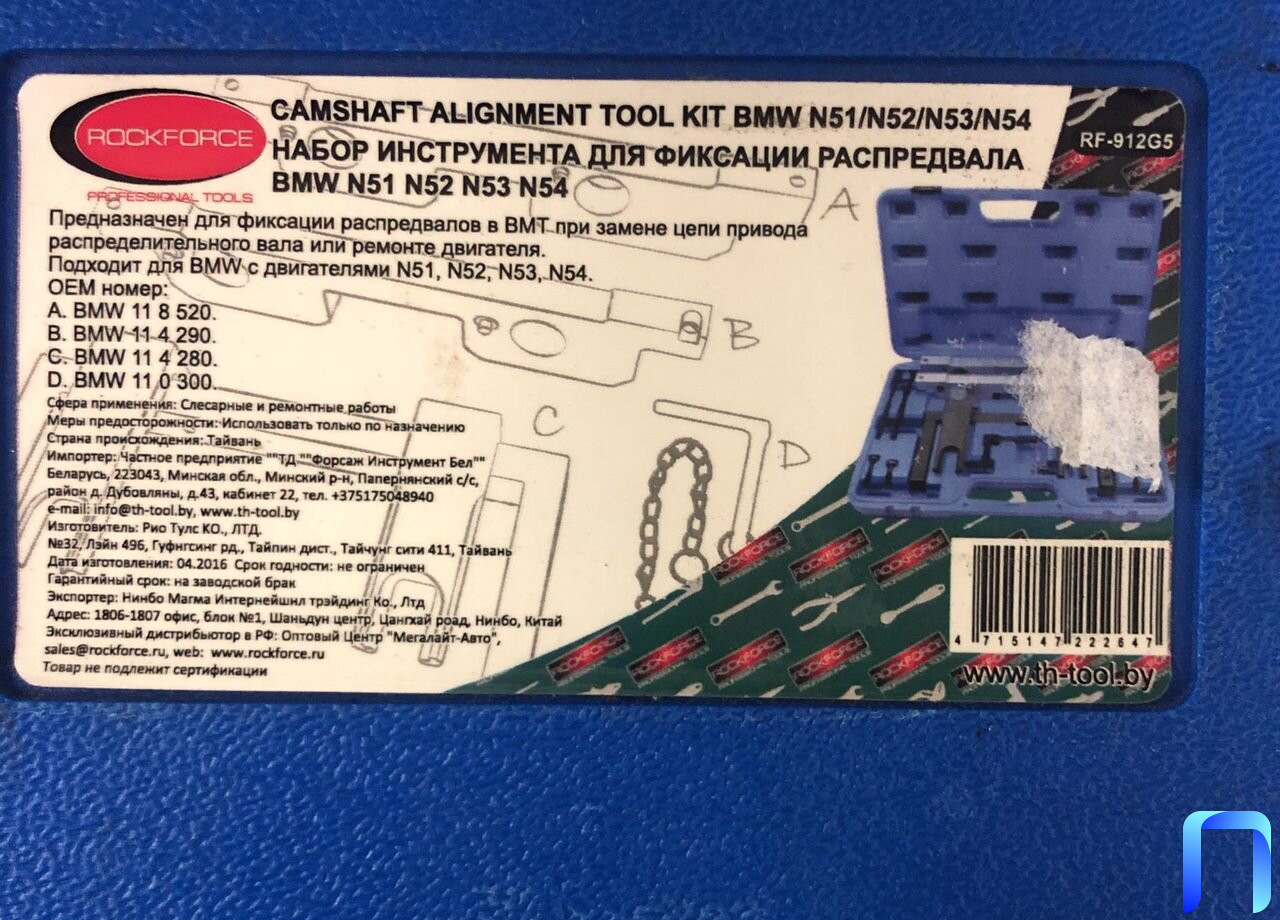 ROCKFORCE
PROFESSIONAL TOOLS
CAMSHAFT ALIGNMENT TOOL KIT BMW N51/N52/N53/N54
НАБОР ИНСТРУМЕНТА ДЛЯ ФИКСАЦИИ РАСПРЕДВАЛА
BMW N51 N52 N53 N54
RF-912G5
Предназначен для фиксации распредвалов в ВМТ при замене цепи привода
распределительного вала или ремонте двигателя.
Подходит для BMW с двигателями N51, N52, N53, N54.
OEM номер:
A. BMW 11 8 520.
B. BMW 11 4 290.
C. BMW 11 4 280.
D. BMW 11 0 300.
A
B
C
D
Сфера применения: Слесарные и ремонтные работы
Меры предосторожности: Использовать только по назначению
Страна происхождения: Тайвань
Импортер: Частное предприятие ""ТД ""Форсаж Инструмент Бел""
Беларусь, 223043, Минская обл., Минский р-н, Папернянский с/с,
район д. Дубовляны, д.43, кабинет 22, тел. +375175048940
e-mail: info@th-tool.by, www.th-tool.by
Изготовитель: Рио Тулс КО., ЛТД.
№32, Лэйн 496, Гуфнгсинг рд., Тайпин дист., Тайчунг сити 411, Тайвань
Дата изготовления: 04.2016 Срок годности: не ограничен
Гарантийный срок: на заводской брак
Экспортер: Нинбо Магма Интернейшнл трэйдинг Ко., Лтд
Адрес: 1806-1807 офис, блок №1, Шаньдун центр, Цангхай роад, Нинбо, Китай
Эксклюзивный дистрибьютор в РФ: Оптовый Центр "Мегалайт-Авто",
sales@rockforce.ru, web: www.rockforce.ru
Товар не подлежит сертификации
4 715147 222647
www.th-tool.by